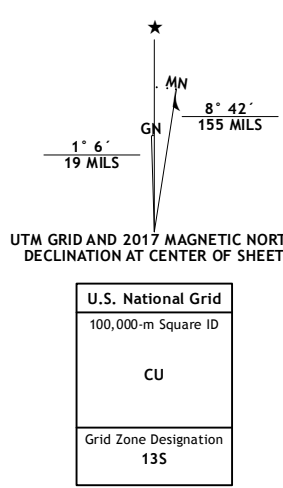 ★
MN
8° 42´
155 MILS
GN
1° 6´
19 MILS
UTM GRID AND 2017 MAGNETIC NORT
DECLINATION AT CENTER OF SHEET
U.S. National Grid
100,000-m Square ID
CU
Grid Zone Designation
13S